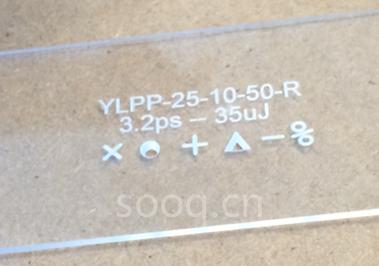 YLPP-25-10-50-R
3.2ps -- 35uJ
× + − %
sooq.cn